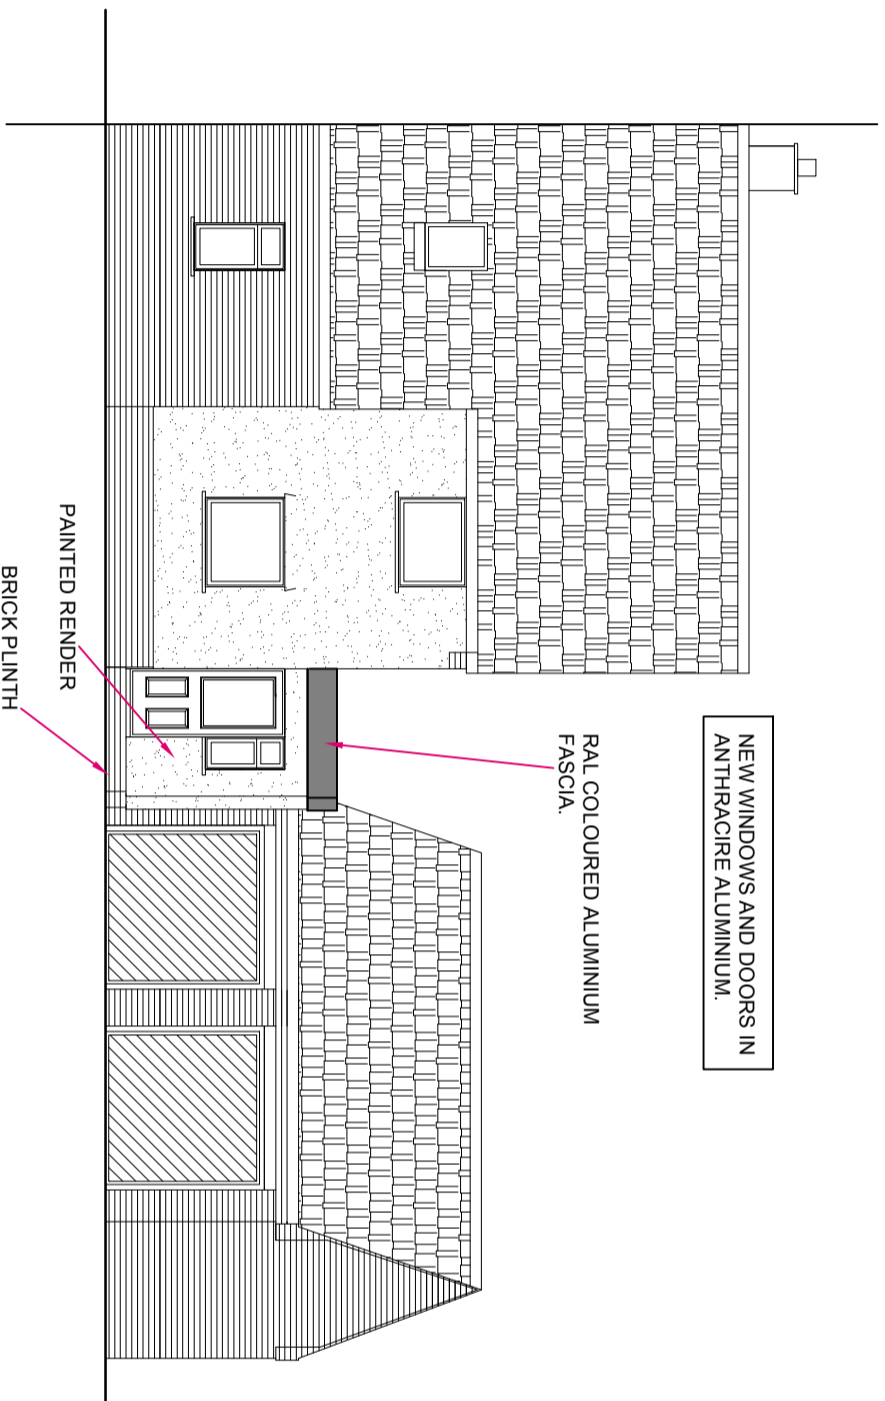 NEW WINDOWS AND DOORS IN
ANTHRACIRE ALUMINIUM.
RAL COLOURED ALUMINIUM
FASCIA.
PAINTED RENDER
BRICK PLINTH